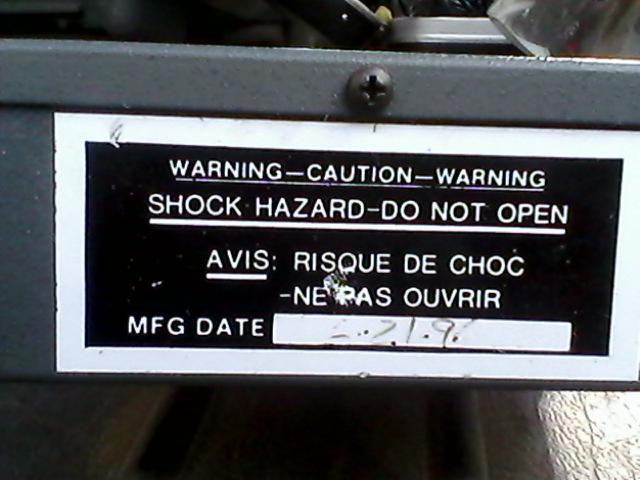 WARNING—CAUTION—WARNING
SHOCK HAZARD-DO NOT OPEN
AVIS: RISQUE DE CHOC
-NE PAS OUVRIR
MFG DATE